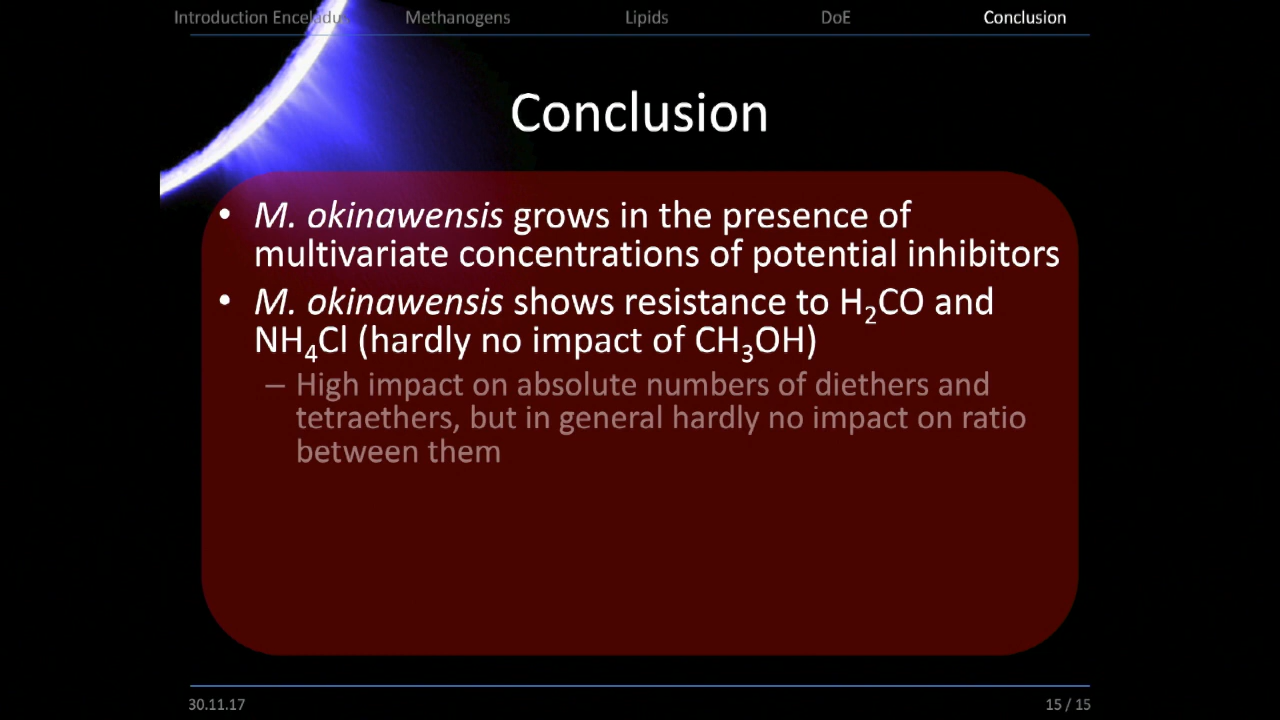 Introduction Enceladus Methanogens Lipids DoE Conclusion
Conclusion
• M. okinawensis grows in the presence of
multivariate concentrations of potential inhibitors
• M. okinawensis shows resistance to H₂CO and
NH₄Cl (hardly no impact of CH₃OH)
– High impact on absolute numbers of diethers and
tetraethers, but in general hardly no impact on ratio
between them
30.11.17 15 / 15